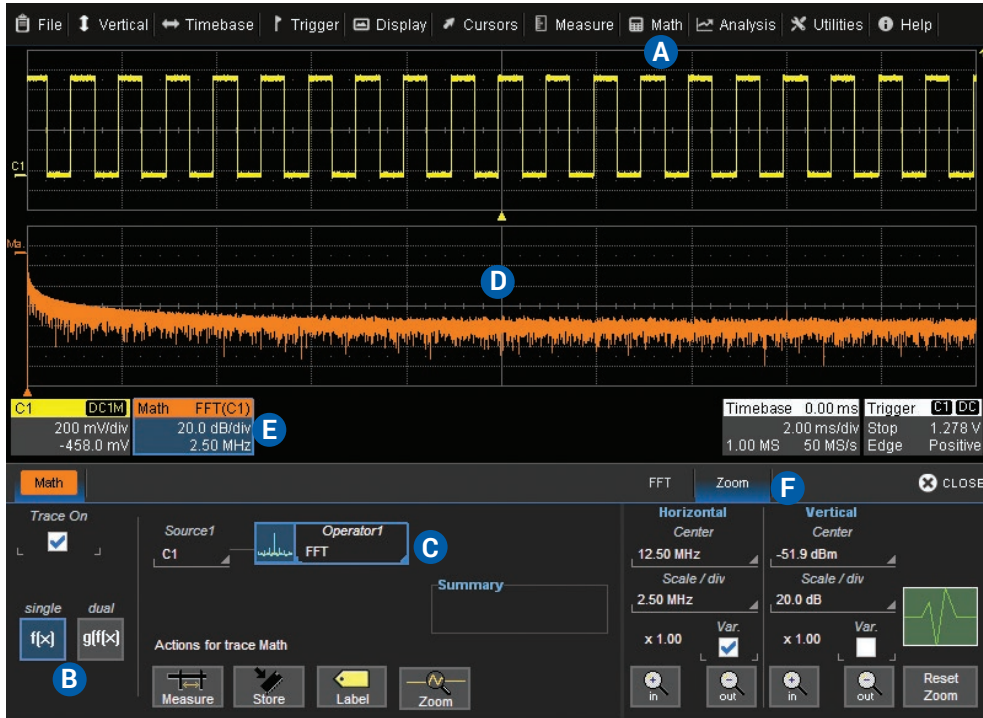 File Vertical Timebase Trigger Display Cursors Measure Math Analysis Utilities Help
A
C1
Ma.
D
C1 DC1M Math FFT(C1) Timebase 0.00 ms Trigger C1 DC
200 mV/div 20.0 dB/div E 2.00 ms/div Stop 1.278 V
-458.0 mV 2.50 MHz 1.00 MS 50 MS/s Edge Positive
Math FFT Zoom F CLOSE
Trace On Horizontal Vertical
Source1 Operator1 Center Center
C1 FFT C 12.50 MHz -51.9 dBm
Summary Scale / div Scale / div
2.50 MHz 20.0 dB
single dual Var. Var.
f(x) g(f(x)) Actions for trace Math x 1.00 x 1.00
B
Measure Store Label Zoom in out in out Reset Zoom